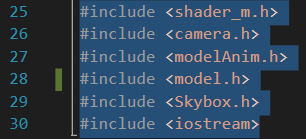 25 #include <shader_m.h>
26 #include <camera.h>
27 #include <modelAnim.h>
28 #include <model.h>
29 #include <Skybox.h>
30 #include <iostream>